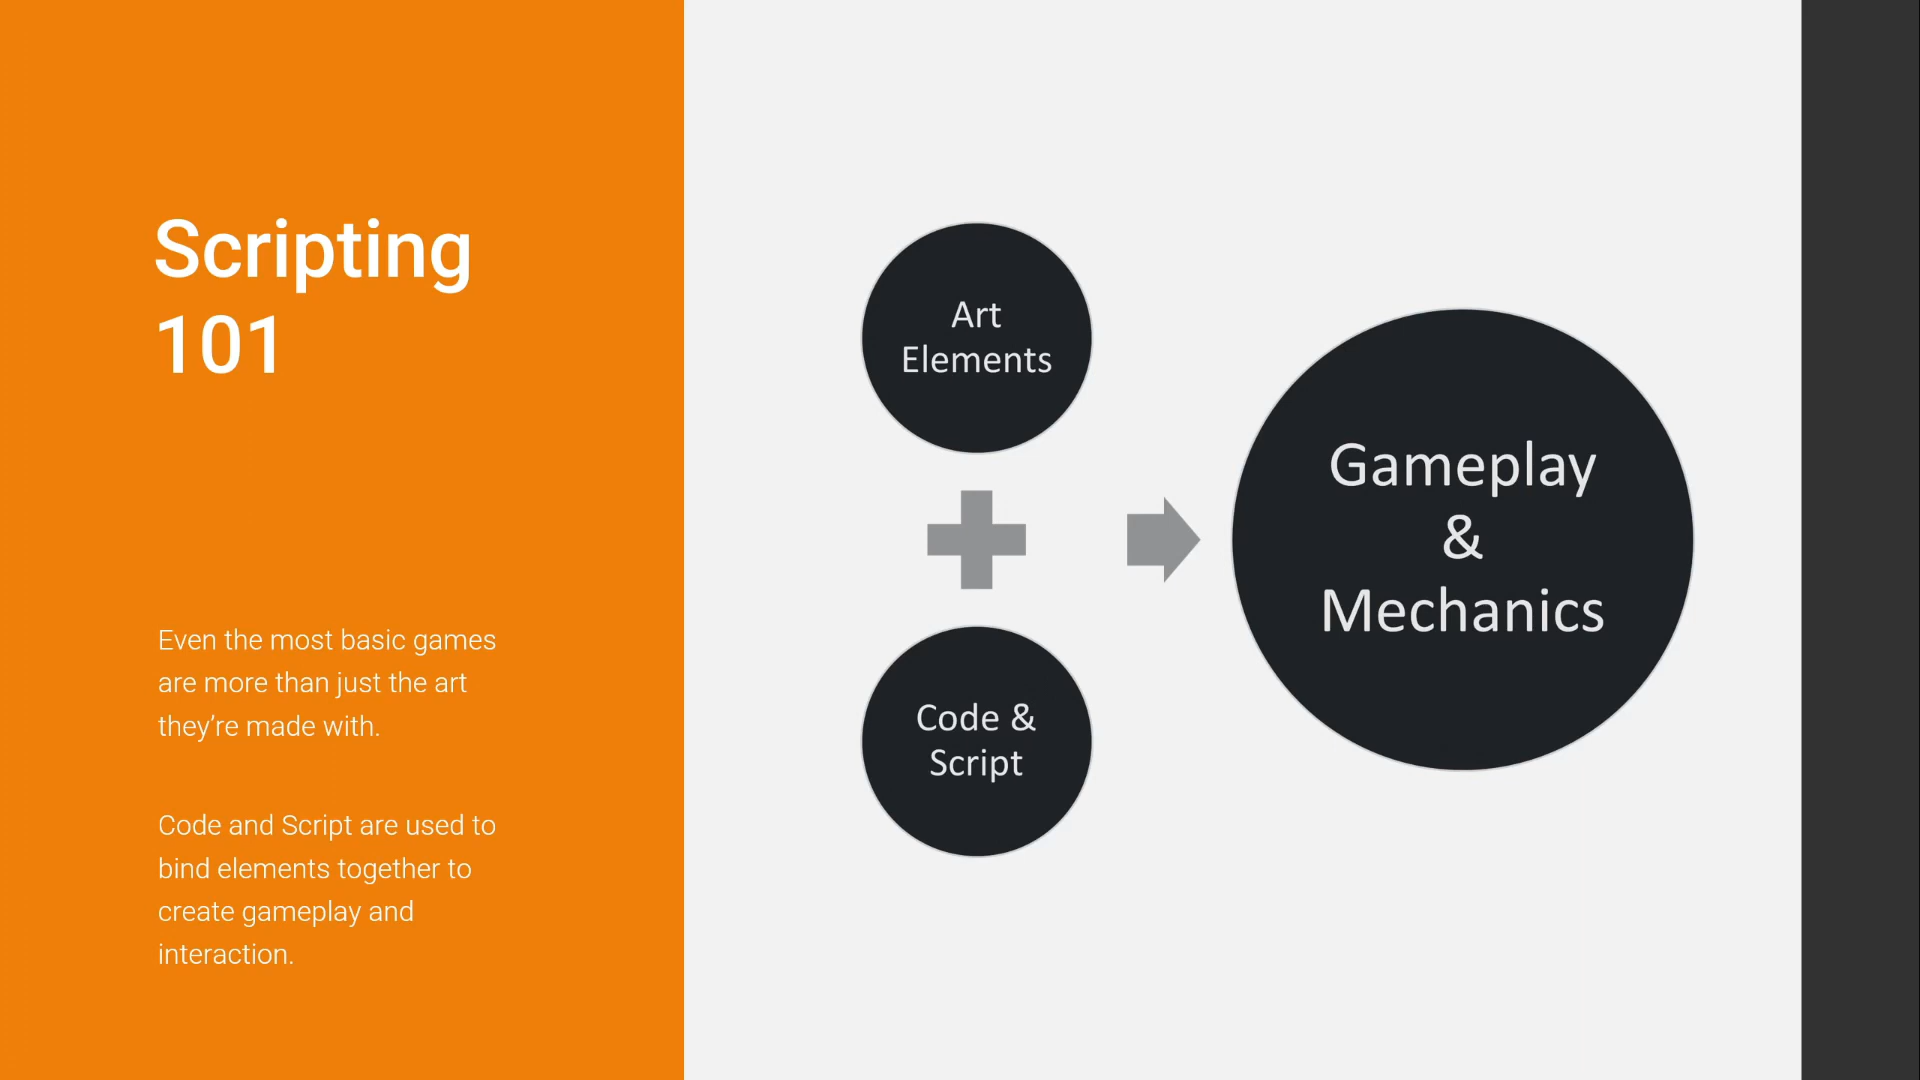 Scripting
101
Even the most basic games
are more than just the art
they’re made with.
Code and Script are used to
bind elements together to
create gameplay and
interaction.
Art
Elements
Code &
Script
Gameplay
&
Mechanics